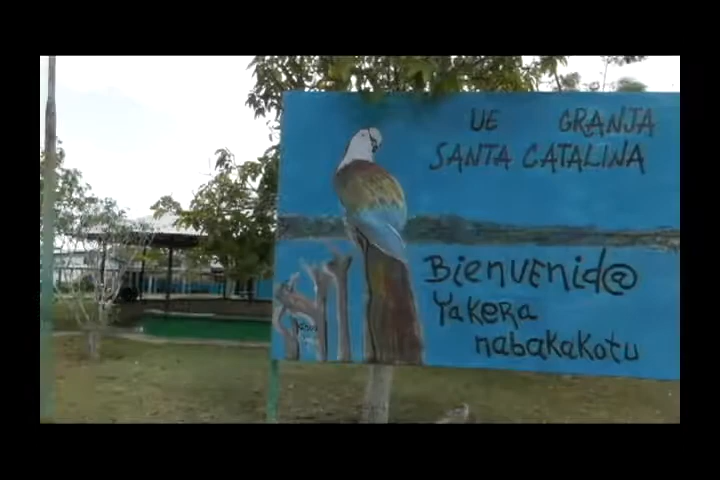 UE GRANJA
SANTA CATALINA
Bienvenid@
Yakera
nabakakotu